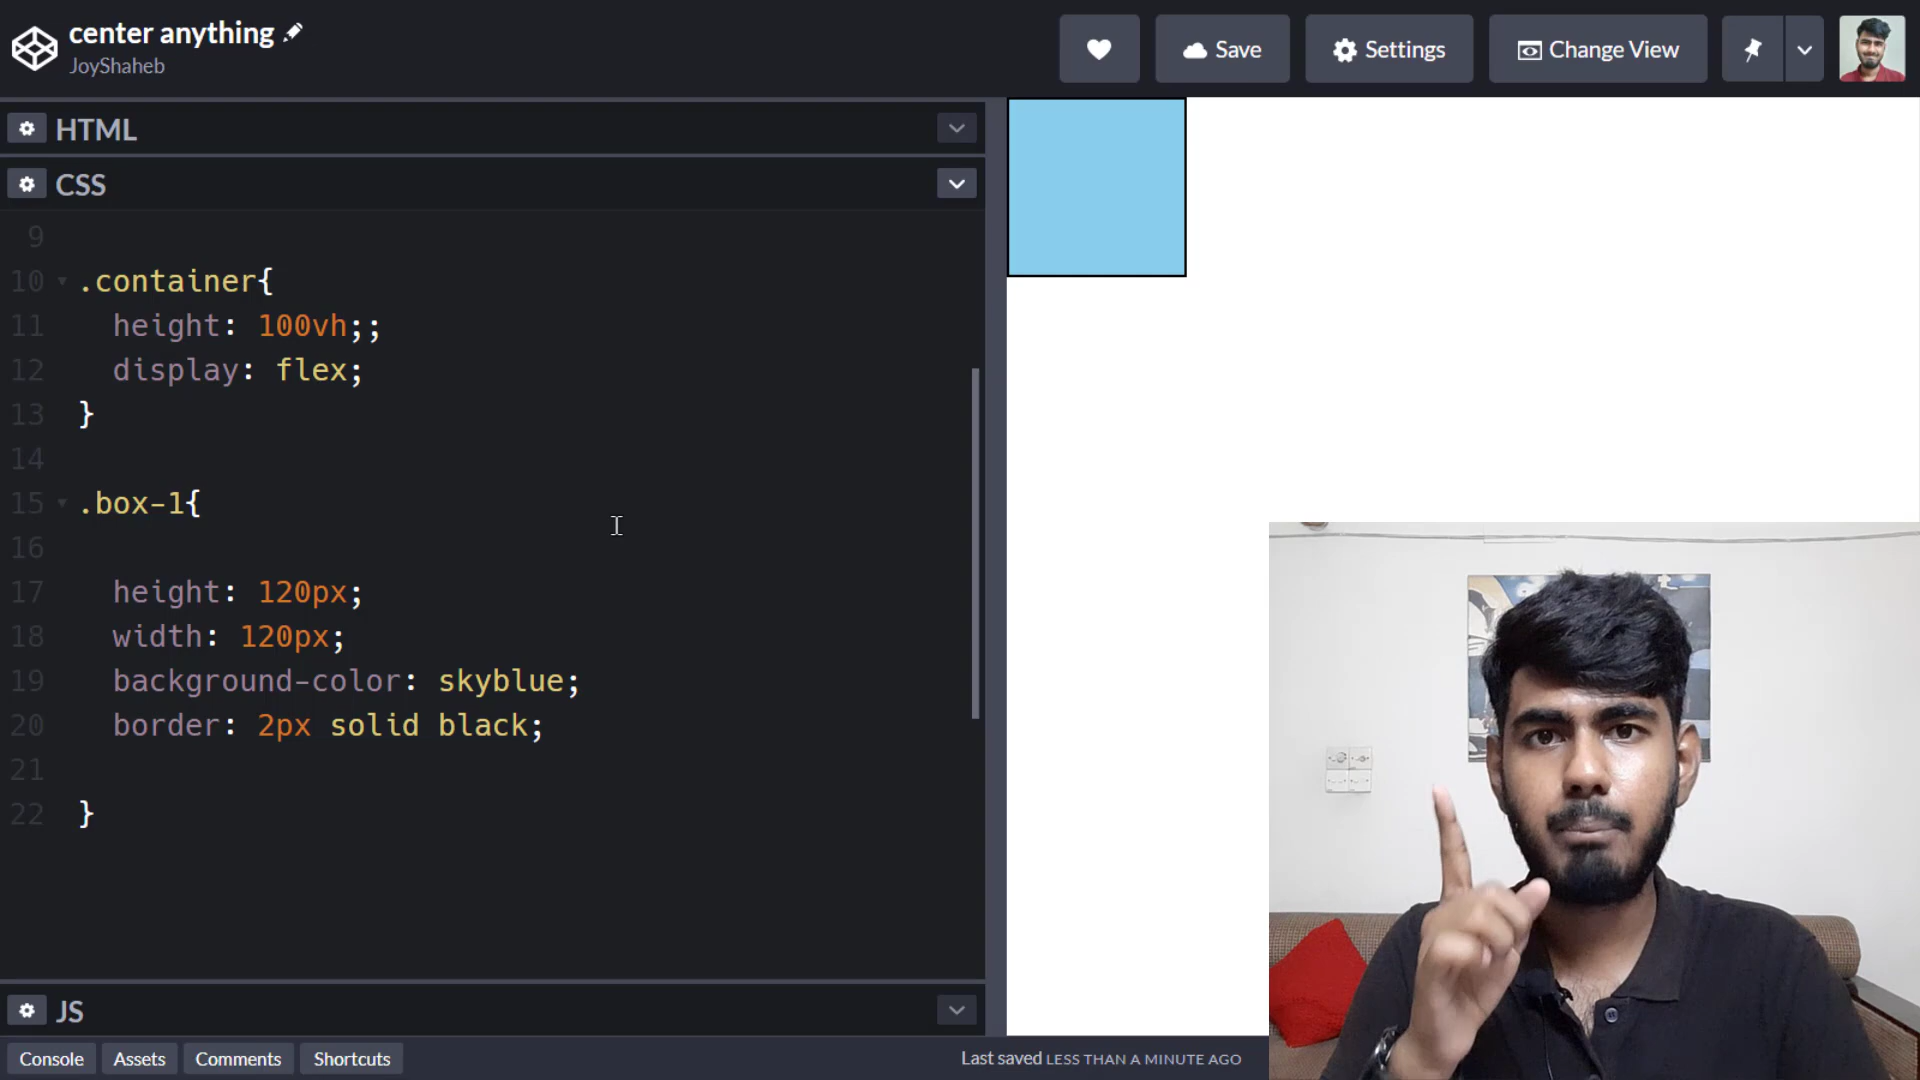 center anything
JoyShaheb
Save
Settings
Change View
HTML
CSS
9
10 .container{
11 height: 100vh;;
12 display: flex;
13 }
14
15 .box-1{
16
17 height: 120px;
18 width: 120px;
19 background-color: skyblue;
20 border: 2px solid black;
21
22 }
JS
Console Assets Comments Shortcuts
Last saved LESS THAN A MINUTE AGO